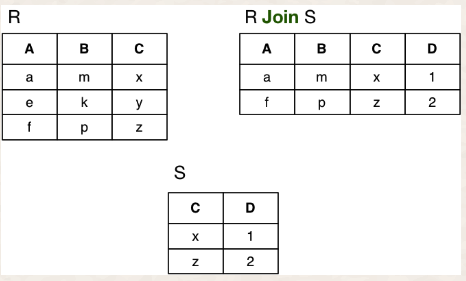 R
A B C
a m x
e k y
f p z
R Join S
A B C D
a m x 1
f p z 2
S
C D
x 1
z 2